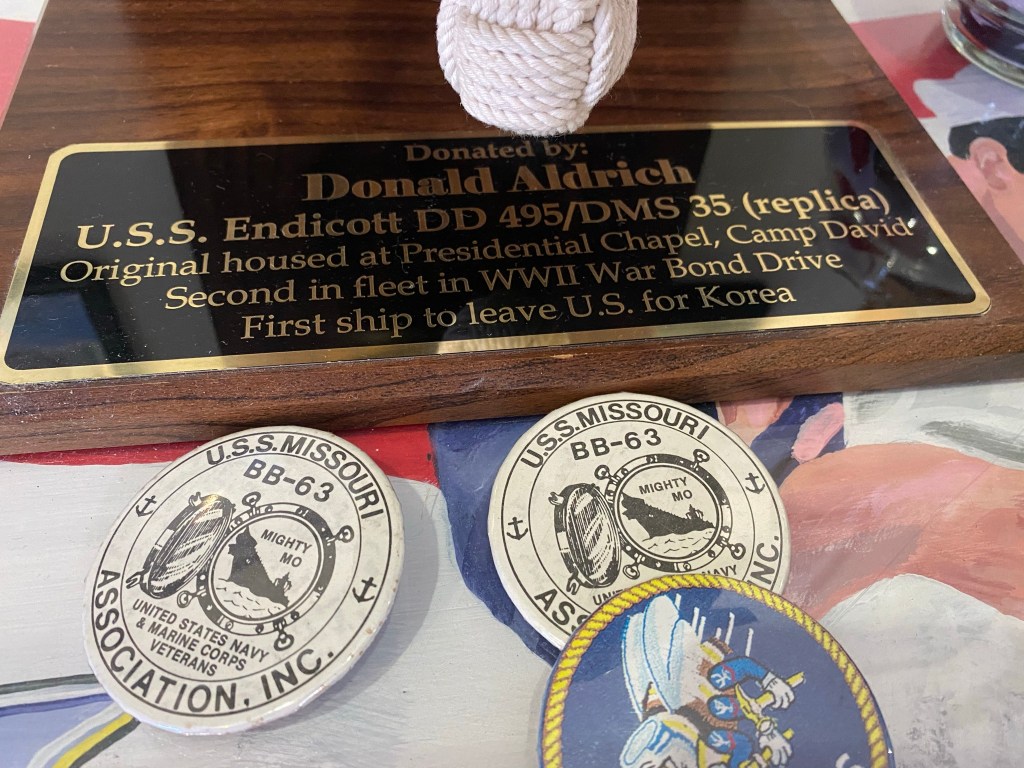 Donated by:
Donald Aldrich
U.S.S. Endicott DD 495/DMS 35 (replica)
Original housed at Presidential Chapel, Camp David
Second in fleet in WWII War Bond Drive
First ship to leave U.S. for Korea
U.S.S. MISSOURI
BB-63
MIGHTY
MO
UNITED STATES NAVY
& MARINE CORPS
VETERANS
ASSOCIATION, INC.
U.S.S. MISSOURI
BB-63
MIGHTY
MO
NAVY
INC.